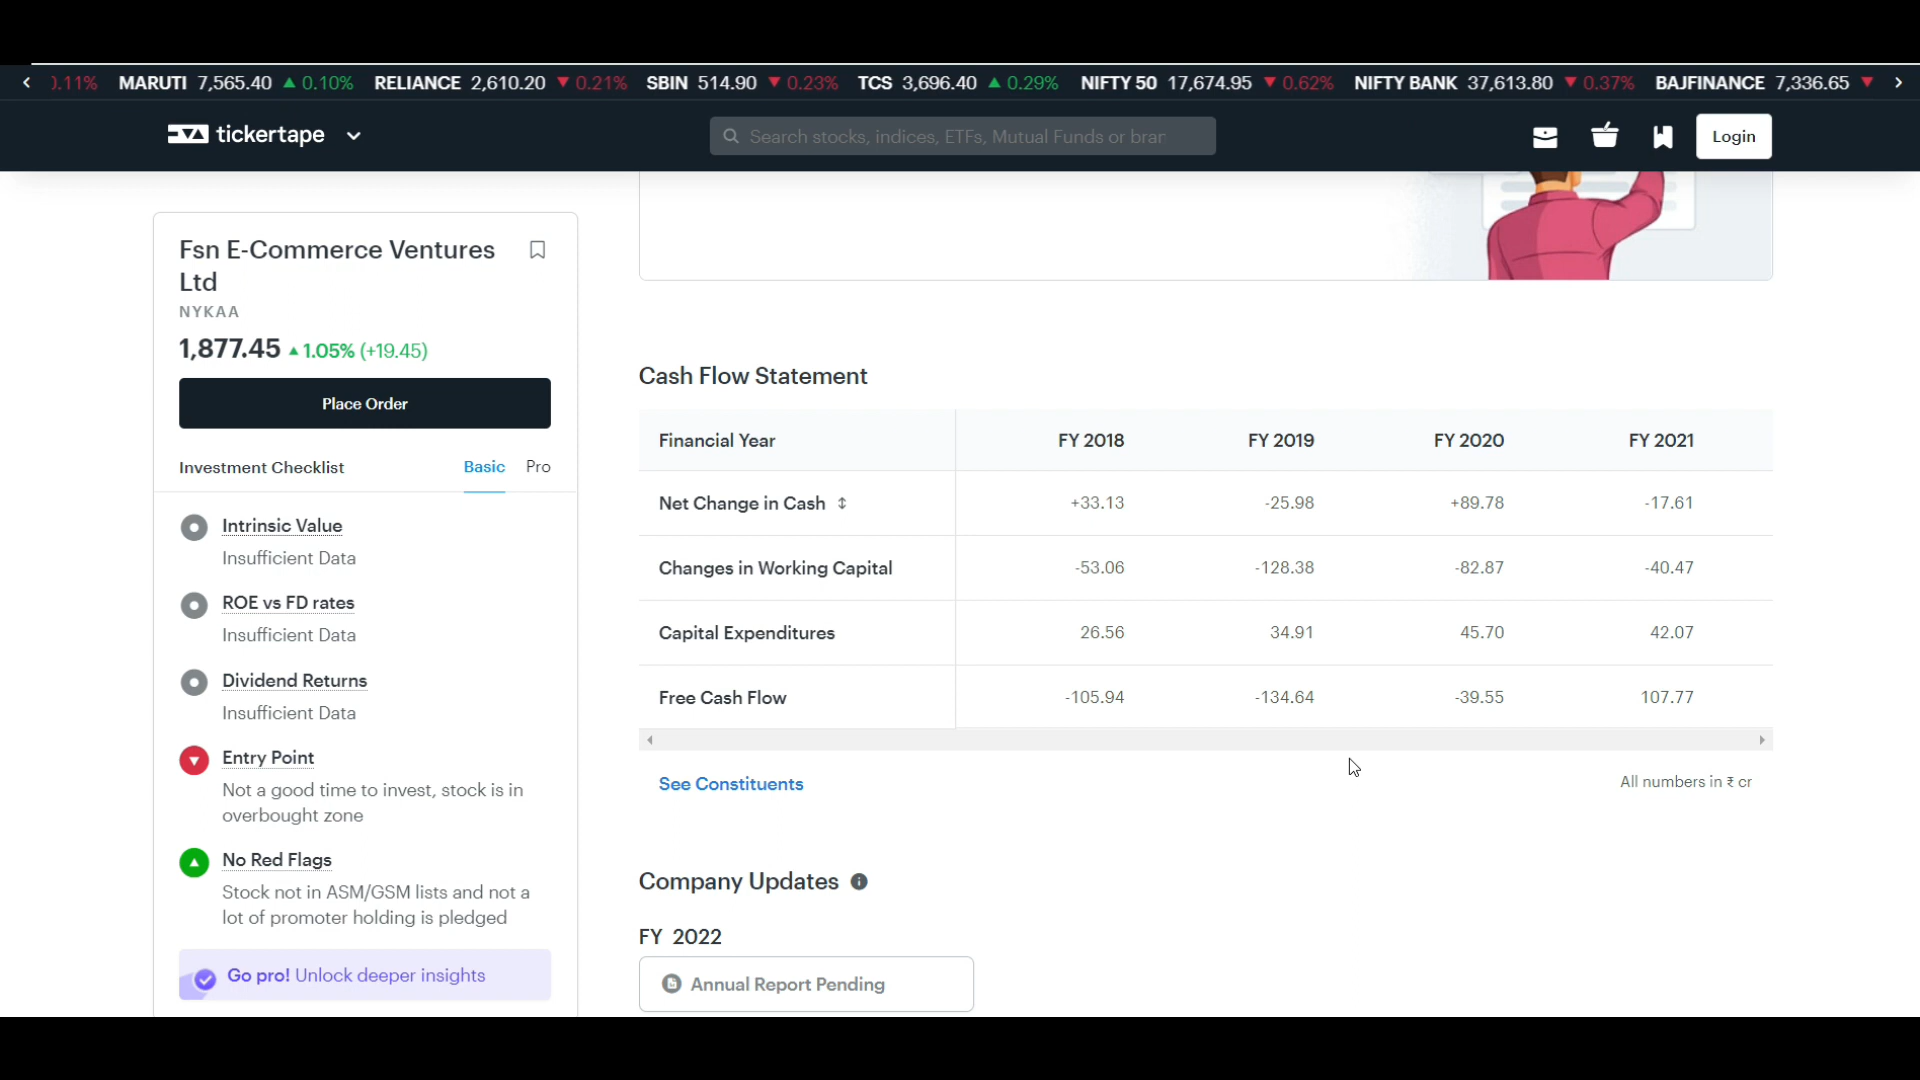 0.11% MARUTI 7,565.40 ▲ 0.10% RELIANCE 2,610.20 ▼ 0.21% SBIN 514.90 ▼ 0.23% TCS 3,696.40 ▲ 0.29% NIFTY 50 17,674.95 ▼ 0.62% NIFTY BANK 37,613.80 ▼ 0.37% BAJFINANCE 7,336.65 ▼
tickertape
Search stocks, indices, ETFs, Mutual Funds or brar
Login
Fsn E-Commerce Ventures
Ltd
NYKAA
1,877.45 ▲ 1.05% (+19.45)
Place Order
Investment Checklist Basic Pro
Intrinsic Value
Insufficient Data
ROE vs FD rates
Insufficient Data
Dividend Returns
Insufficient Data
Entry Point
Not a good time to invest, stock is in
overbought zone
No Red Flags
Stock not in ASM/GSM lists and not a
lot of promoter holding is pledged
Go pro! Unlock deeper insights
Cash Flow Statement
Financial Year FY 2018 FY 2019 FY 2020 FY 2021
Net Change in Cash +33.13 -25.98 +89.78 -17.61
Changes in Working Capital -53.06 -128.38 -82.87 -40.47
Capital Expenditures 26.56 34.91 45.70 42.07
Free Cash Flow -105.94 -134.64 -39.55 107.77
See Constituents All numbers in ₹ cr
Company Updates
FY 2022
Annual Report Pending